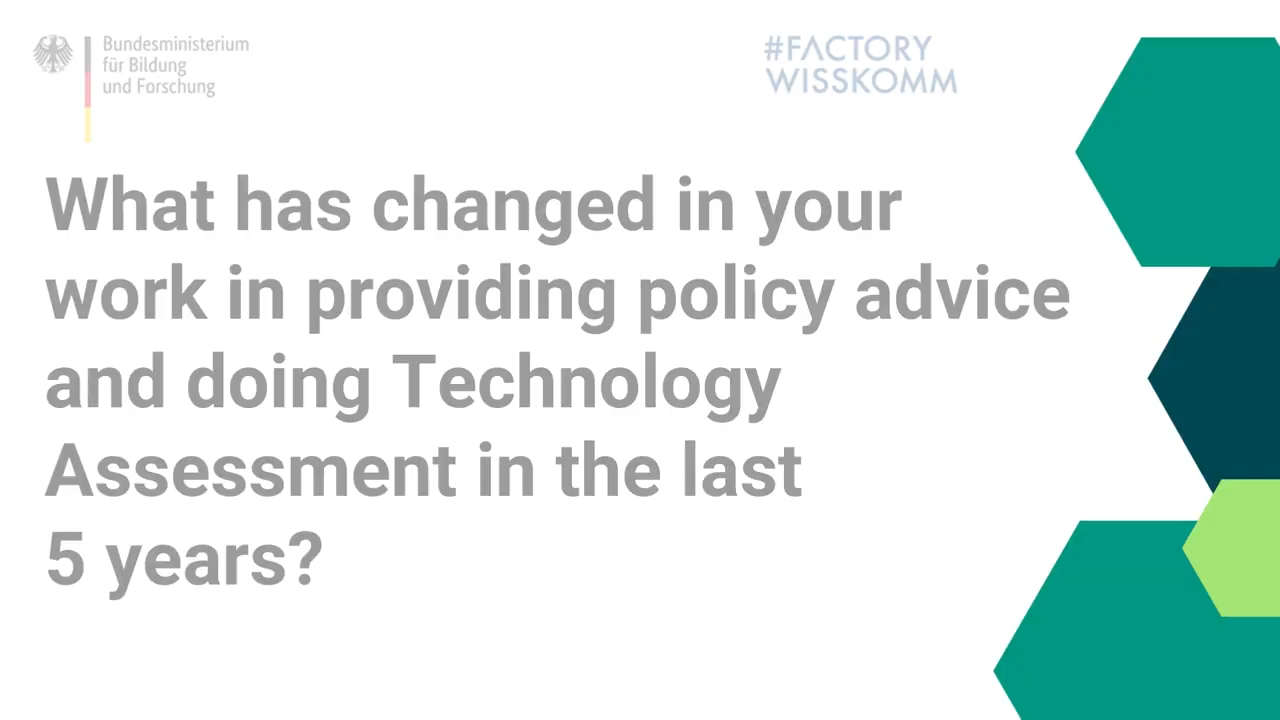 Bundesministerium
für Bildung
und Forschung
#FACTORY
WISSKOMM
What has changed in your
work in providing policy advice
and doing Technology
Assessment in the last
5 years?